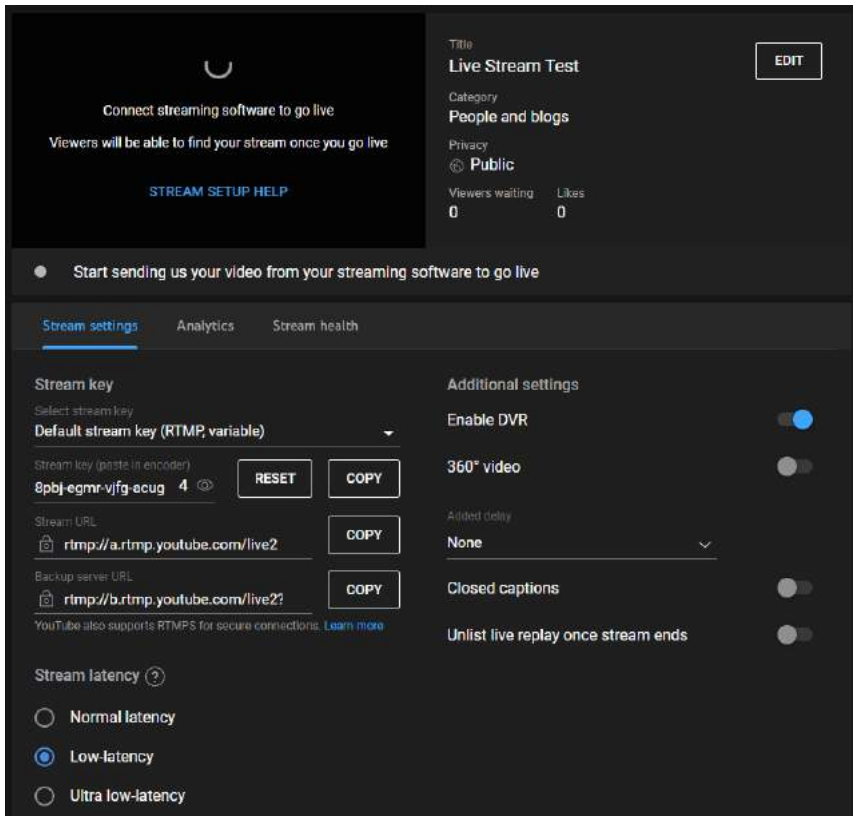 Connect streaming software to go live
Viewers will be able to find your stream once you go live
STREAM SETUP HELP
Title
Live Stream Test
EDIT
Category
People and blogs
Privacy
Public
Viewers waiting Likes
0 0
Start sending us your video from your streaming software to go live
Stream settings Analytics Stream health
Stream key
Select stream key
Default stream key (RTMP, variable)
Stream key (paste in encoder)
8pbj-egmr-vjfg-acug 4 RESET COPY
Stream URL
rtmp://a.rtmp.youtube.com/live2 COPY
Backup server URL
rtmp://b.rtmp.youtube.com/live2? COPY
YouTube also supports RTMPS for secure connections. Learn more
Stream latency ?
Normal latency
Low-latency
Ultra low-latency
Additional settings
Enable DVR
360° video
Added delay
None
Closed captions
Unlist live replay once stream ends